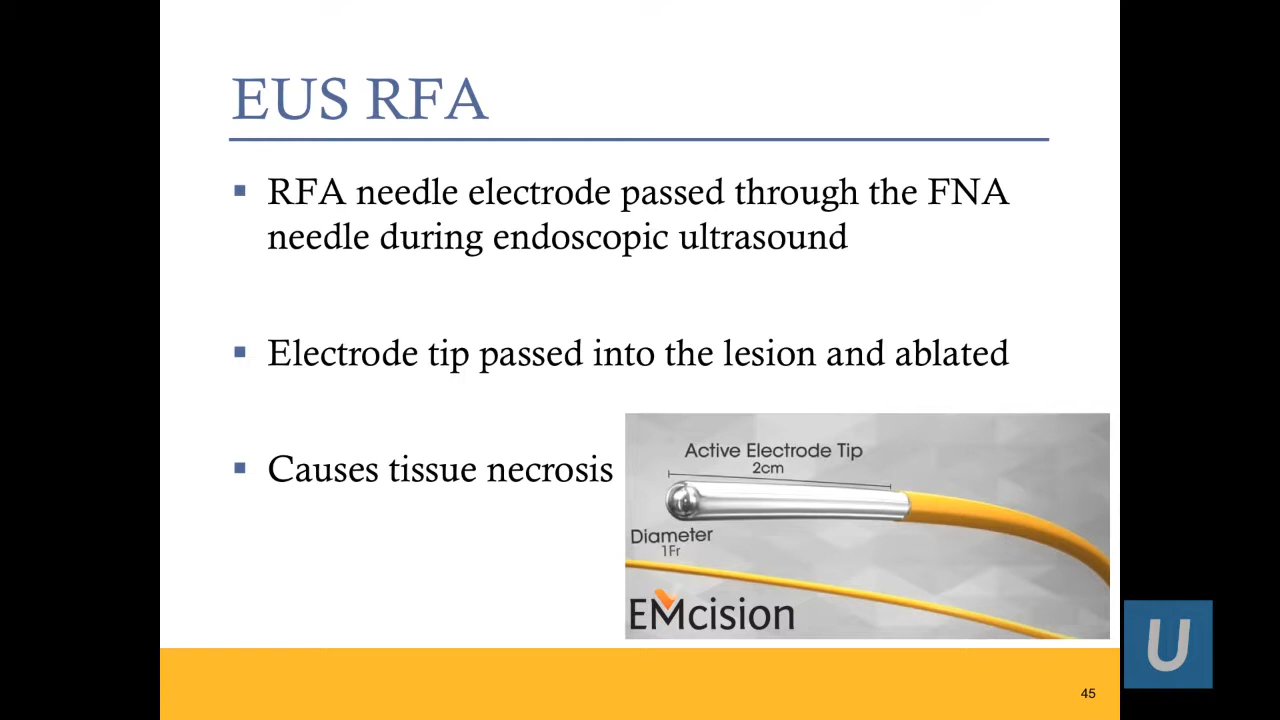 EUS RFA
▪ RFA needle electrode passed through the FNA
needle during endoscopic ultrasound
▪ Electrode tip passed into the lesion and ablated
▪ Causes tissue necrosis
Active Electrode Tip
2cm
Diameter
1Fr
EMcision
45
U